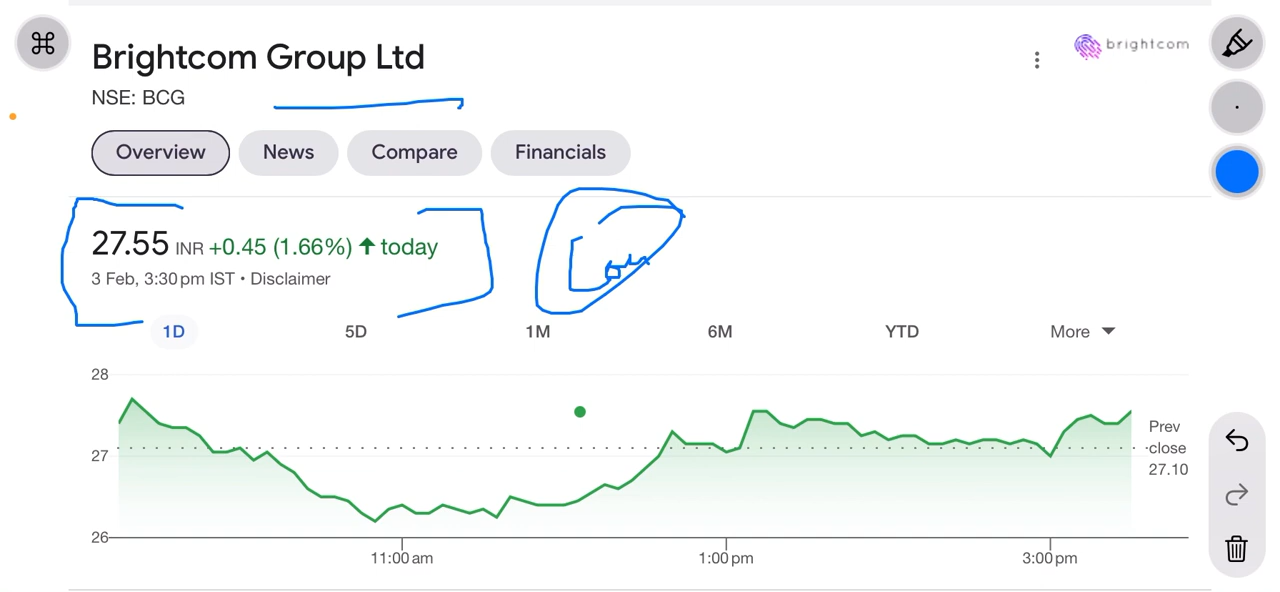 Brightcom Group Ltd
brightcom
NSE: BCG
Overview News Compare Financials
27.55 INR +0.45 (1.66%) ↑ today
3 Feb, 3:30 pm IST • Disclaimer
1D 5D 1M 6M YTD More
28
27
26
Prev
close
27.10
11:00 am 1:00 pm 3:00 pm